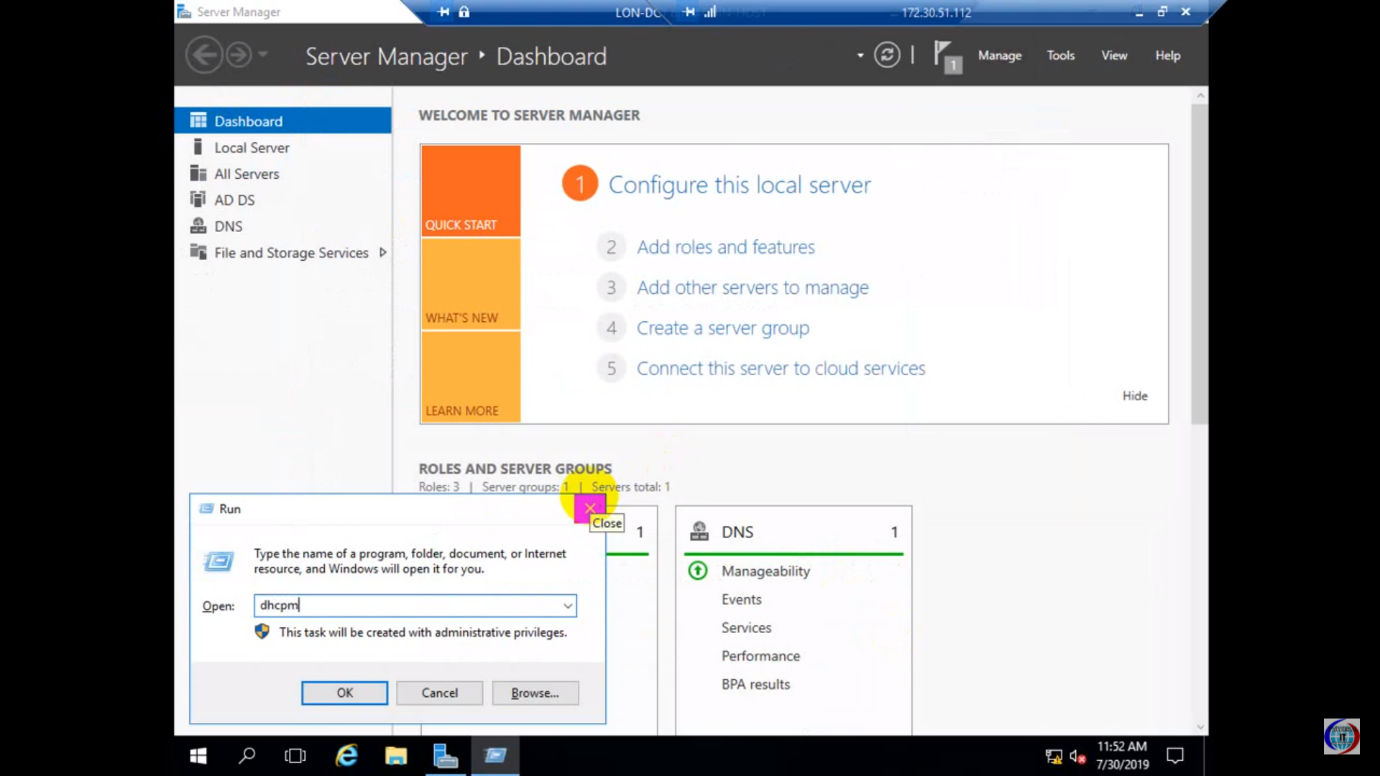 Server Manager
LON-DC
172.30.51.112
Server Manager ‣ Dashboard
1
Manage
Tools
View
Help
Dashboard
Local Server
All Servers
AD DS
DNS
File and Storage Services
WELCOME TO SERVER MANAGER
QUICK START
WHAT'S NEW
LEARN MORE
1 Configure this local server
2 Add roles and features
3 Add other servers to manage
4 Create a server group
5 Connect this server to cloud services
Hide
ROLES AND SERVER GROUPS
Roles: 3 | Server groups: 1 | Servers total: 1
1
DNS 1
Manageability
Events
Services
Performance
BPA results
Run
Close
Type the name of a program, folder, document, or Internet
resource, and Windows will open it for you.
Open: dhcpm
This task will be created with administrative privileges.
OK
Cancel
Browse...
11:52 AM
7/30/2019